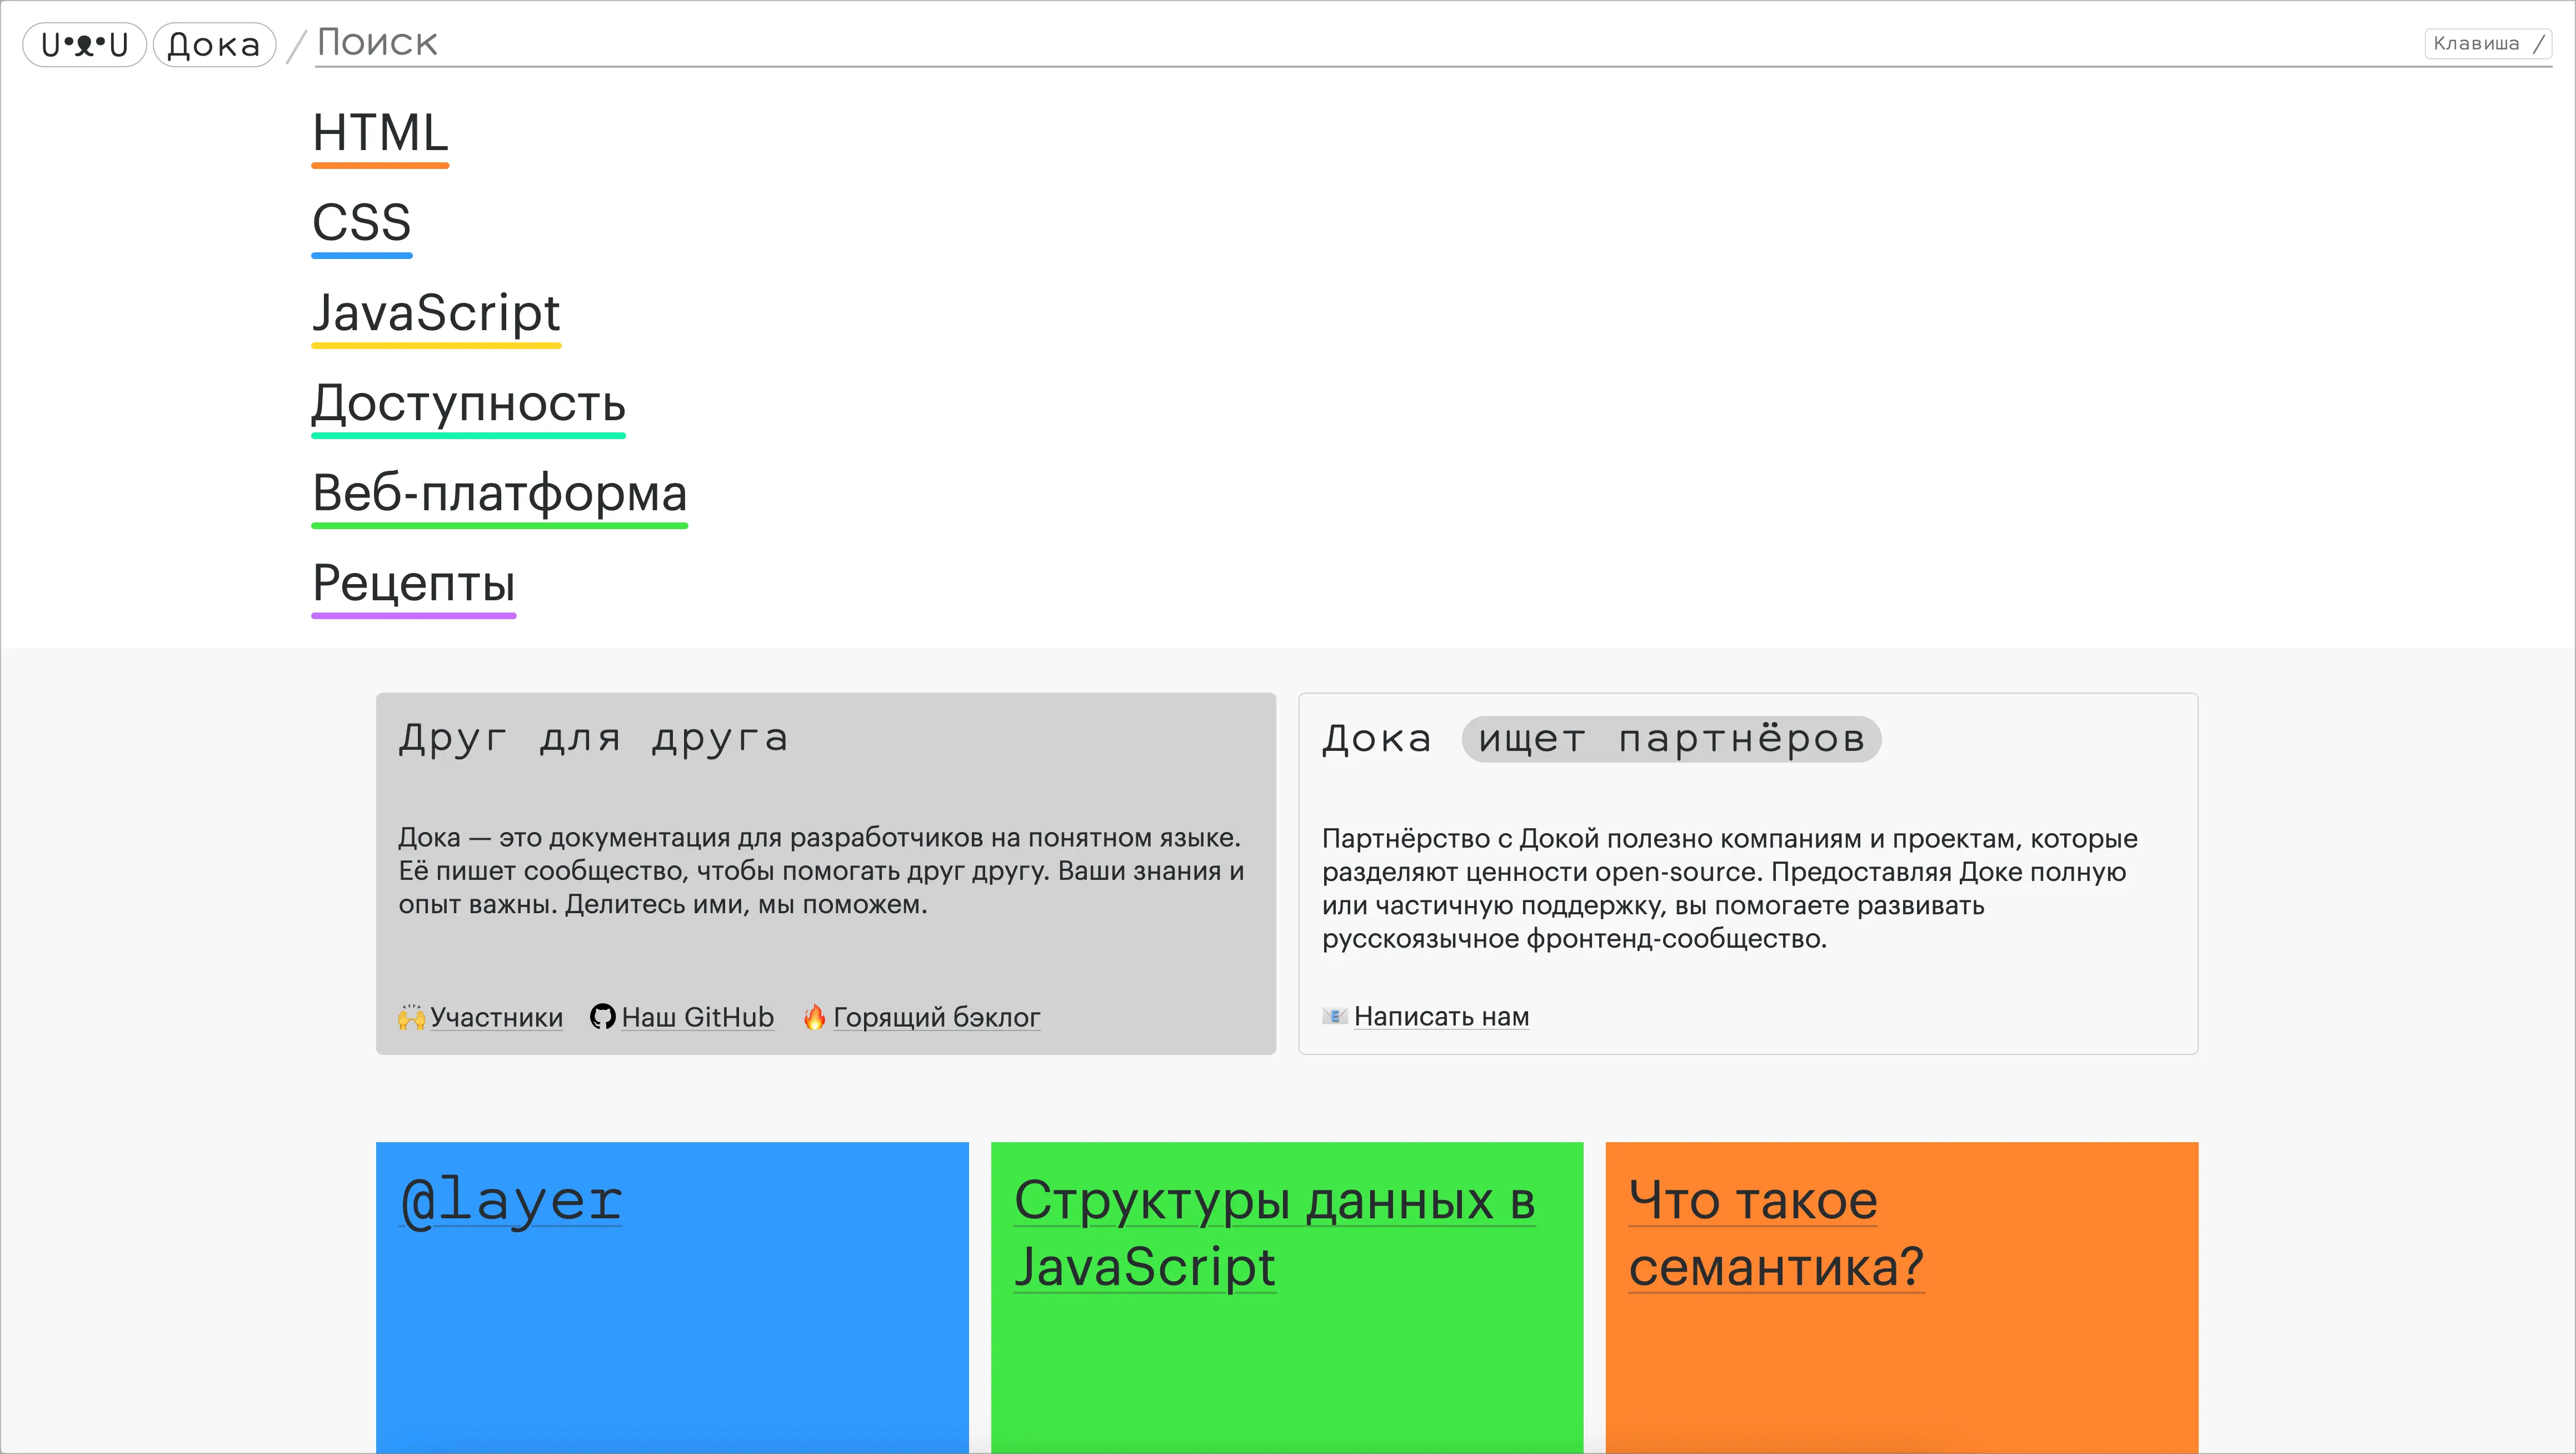 U•ᴥ•U Дока / Поиск Клавиша /
HTML
CSS
JavaScript
Доступность
Веб-платформа
Рецепты
Друг для друга
Дока — это документация для разработчиков на понятном языке.
Её пишет сообщество, чтобы помогать друг другу. Ваши знания и
опыт важны. Делитесь ими, мы поможем.
🙌 Участники Наш GitHub 🔥 Горящий бэклог
Дока ищет партнёров
Партнёрство с Докой полезно компаниям и проектам, которые
разделяют ценности open-source. Предоставляя Доке полную
или частичную поддержку, вы помогаете развивать
русскоязычное фронтенд-сообщество.
📧 Написать нам
@layer
Структуры данных в
JavaScript
Что такое
семантика?